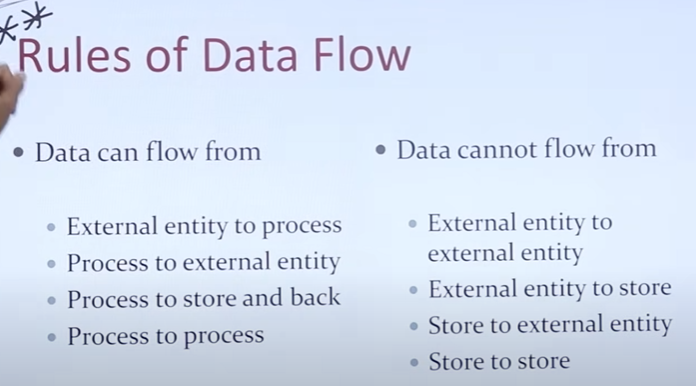 Rules of Data Flow
• Data can flow from
• External entity to process
• Process to external entity
• Process to store and back
• Process to process
• Data cannot flow from
• External entity to
external entity
• External entity to store
• Store to external entity
• Store to store